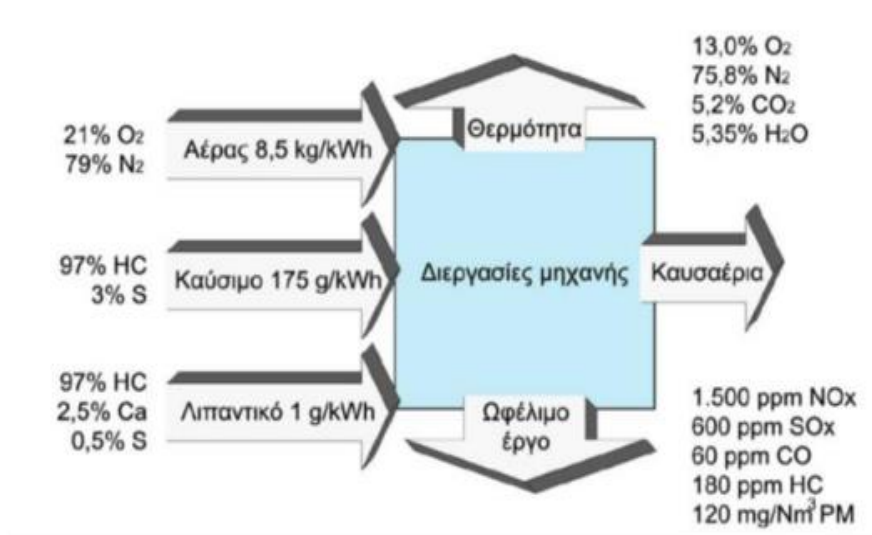 21% O2
79% N2
Αέρας 8,5 kg/kWh
97% HC
3% S
Καύσιμο 175 g/kWh
97% HC
2,5% Ca
0,5% S
Λιπαντικό 1 g/kWh
Θερμότητα
Διεργασίες μηχανής
Ωφέλιμο
έργο
Καυσαέρια
13,0% O2
75,8% N2
5,2% CO2
5,35% H2O
1.500 ppm NOx
600 ppm SOx
60 ppm CO
180 ppm HC
120 mg/Nm3 PM